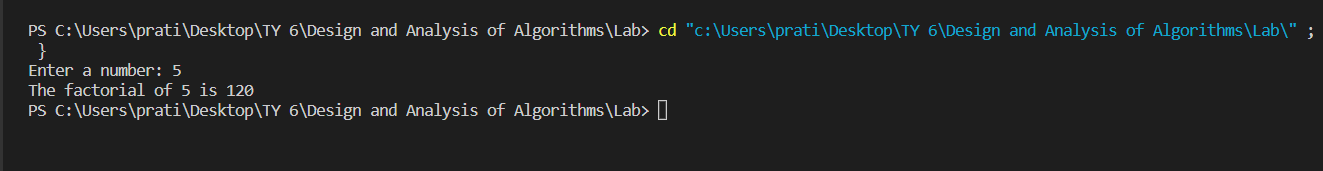 PS C:\Users\prati\Desktop\TY 6\Design and Analysis of Algorithms\Lab> cd "c:\Users\prati\Desktop\TY 6\Design and Analysis of Algorithms\Lab\" ;
}
Enter a number: 5
The factorial of 5 is 120
PS C:\Users\prati\Desktop\TY 6\Design and Analysis of Algorithms\Lab>